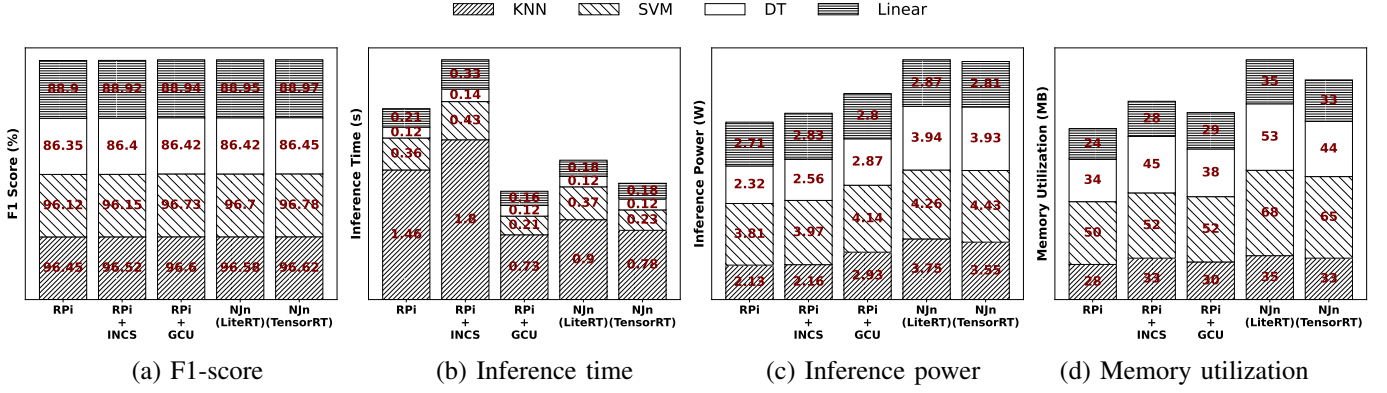 KNN SVM DT Linear
F1 Score (%)
88.9 88.92 88.94 88.95 88.97
86.35 86.4 86.42 86.42 86.45
96.12 96.15 96.73 96.7 96.78
96.45 96.52 96.6 96.58 96.62
RPi RPi + INCS RPi + GCU NJn (LiteRT) NJn (TensorRT)
(a) F1-score
Inference Time (s)
0.21 0.33 0.16 0.18 0.18
0.12 0.14 0.12 0.12 0.12
0.36 0.43 0.21 0.37 0.23
1.46 1.8 0.73 0.9 0.78
RPi RPi + INCS RPi + GCU NJn (LiteRT) NJn (TensorRT)
(b) Inference time
Inference Power (W)
2.71 2.83 2.8 2.87 2.81
2.32 2.56 2.87 3.94 3.93
3.81 3.97 4.14 4.26 4.43
2.13 2.16 2.93 3.75 3.55
RPi RPi + INCS RPi + GCU NJn (LiteRT) NJn (TensorRT)
(c) Inference power
Memory Utilization (MB)
24 28 29 35 33
34 45 38 53 44
50 52 52 68 65
28 33 30 35 33
RPi RPi + INCS RPi + GCU NJn (LiteRT) NJn (TensorRT)
(d) Memory utilization